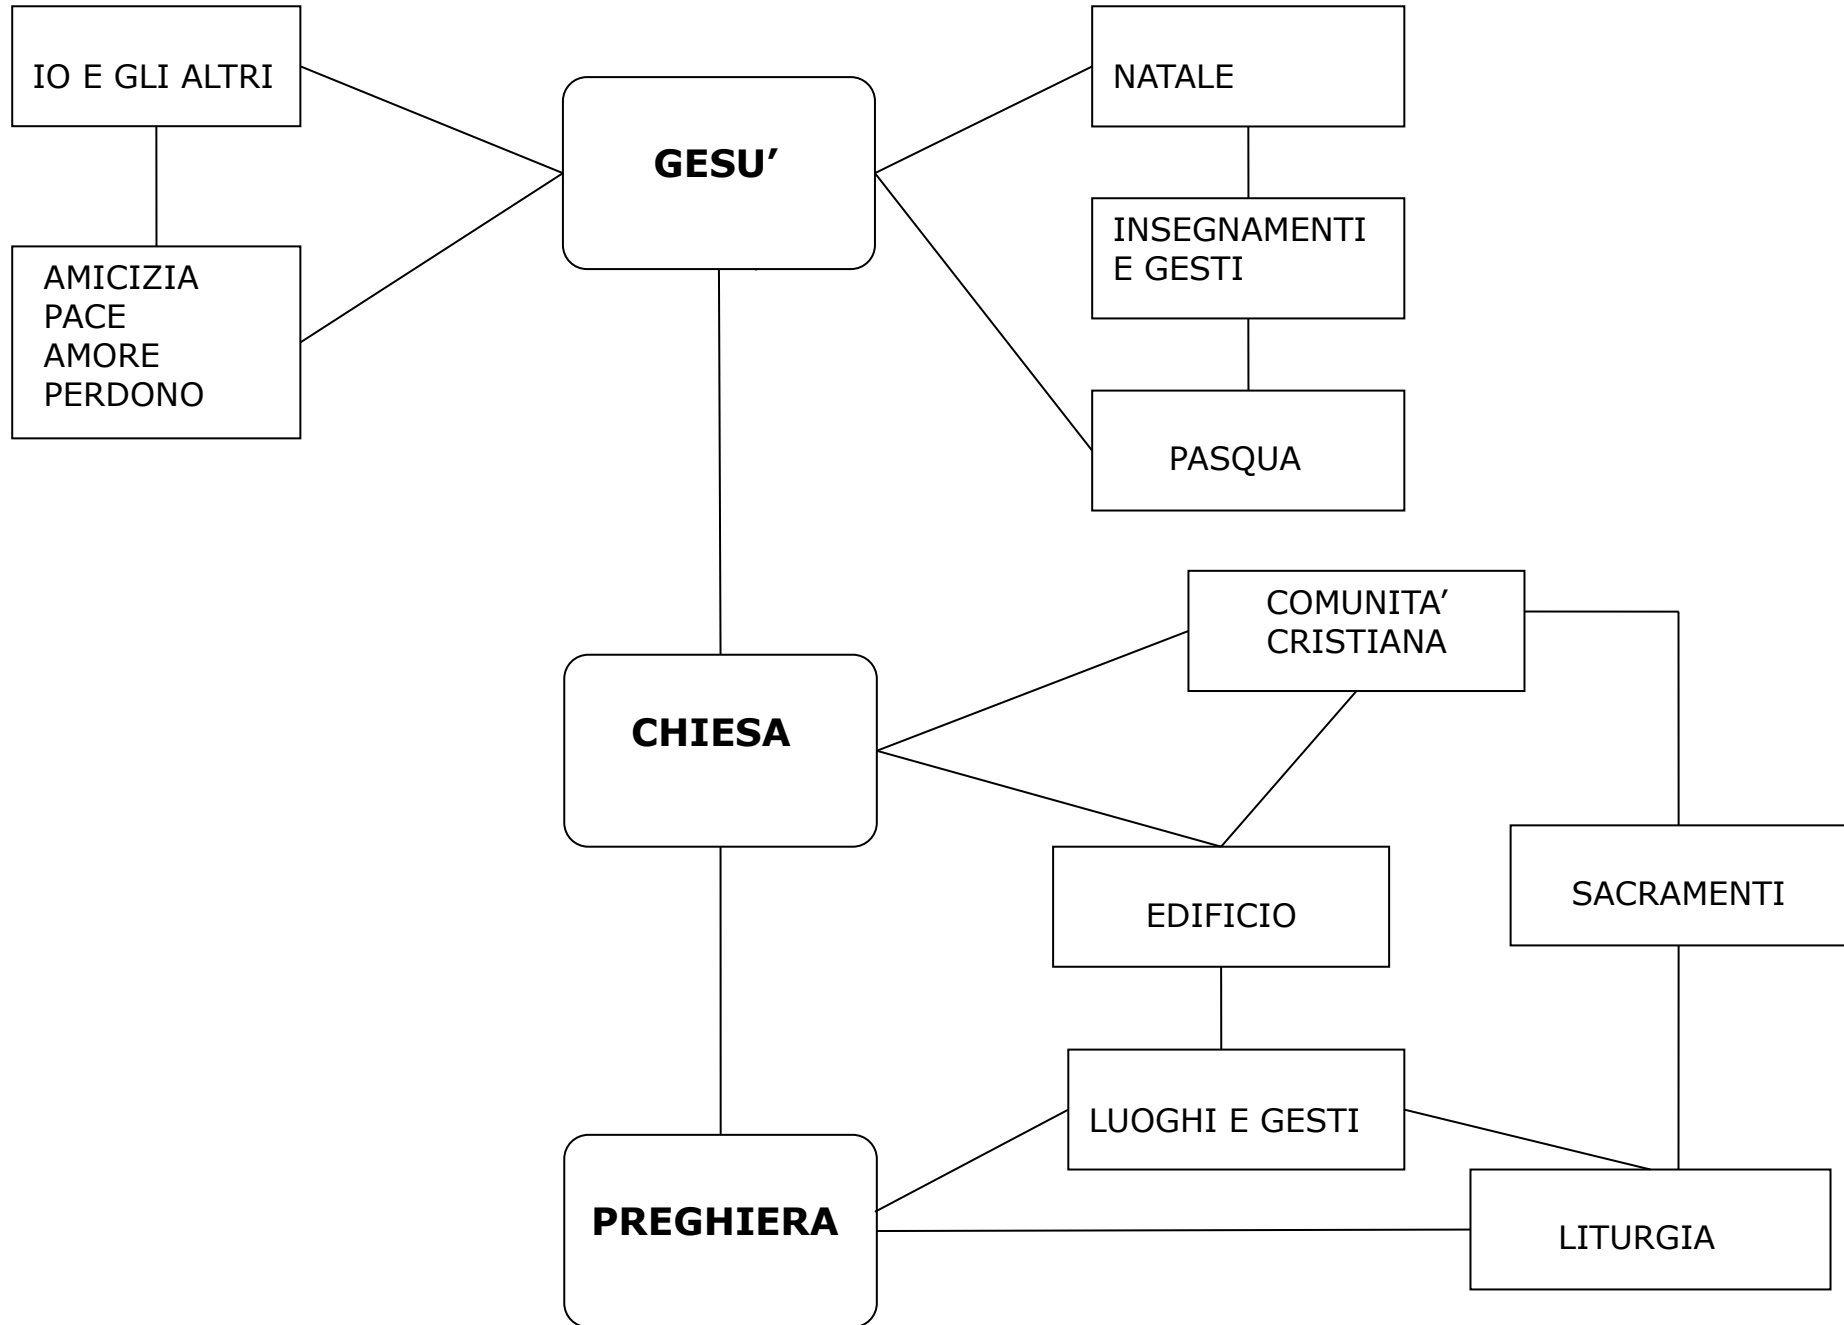 IO E GLI ALTRI
GESU’
NATALE
INSEGNAMENTI
E GESTI
AMICIZIA
PACE
AMORE
PERDONO
PASQUA
COMUNITA’
CRISTIANA
CHIESA
SACRAMENTI
EDIFICIO
LUOGHI E GESTI
PREGHIERA
LITURGIA